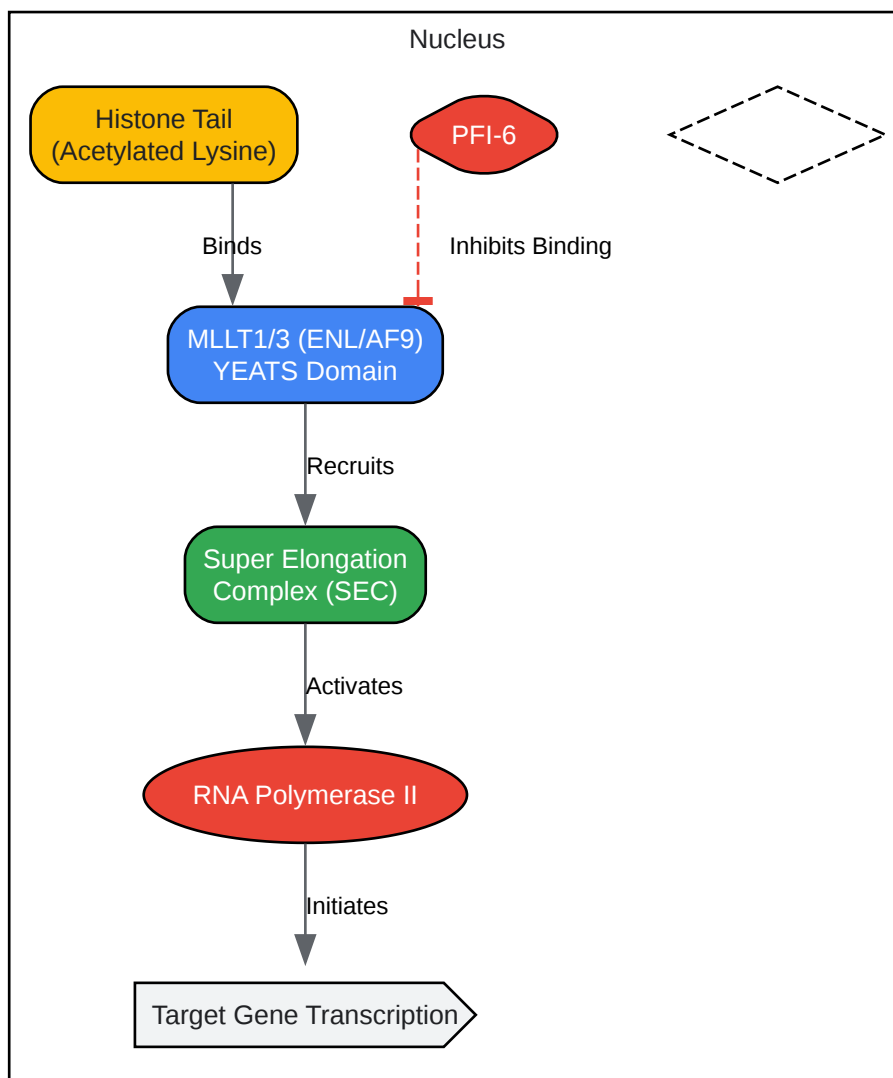 Nucleus
Histone Tail
(Acetylated Lysine)
PFI-6
Binds
Inhibits Binding
MLLT1/3 (ENL/AF9)
YEATS Domain
Recruits
Super Elongation
Complex (SEC)
Activates
RNA Polymerase II
Initiates
Target Gene Transcription